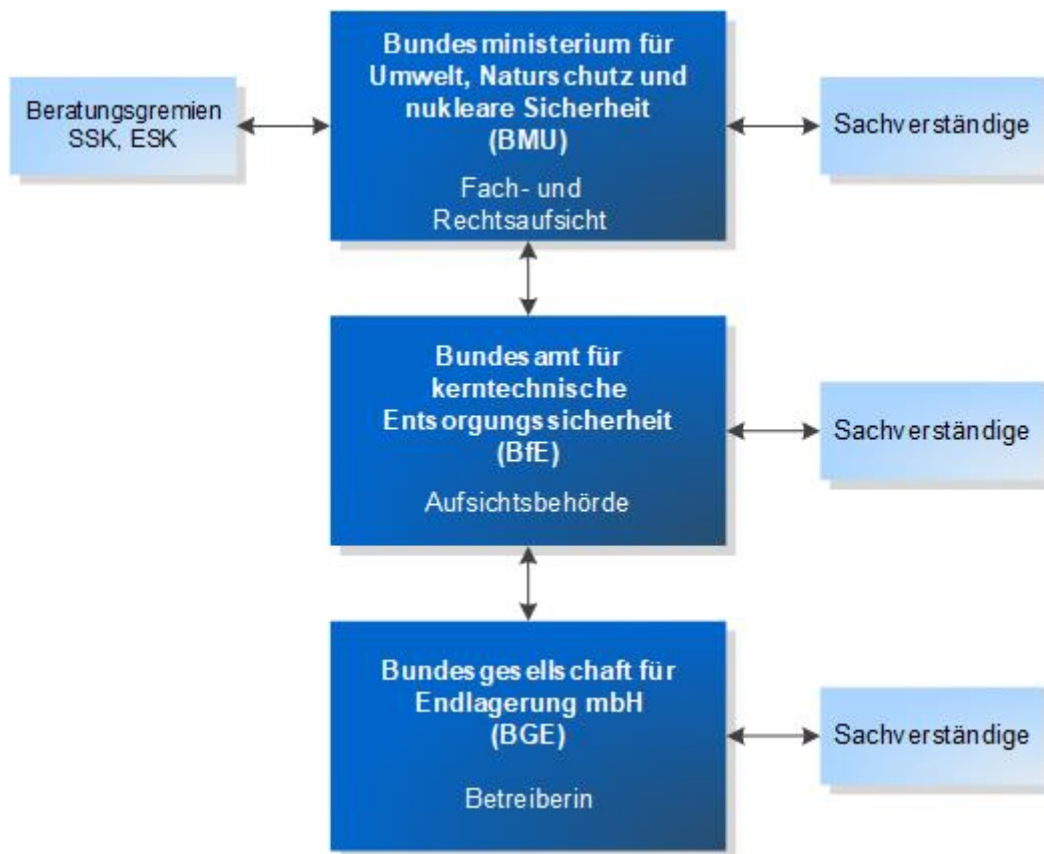 Bundesministerium für
Umwelt, Naturschutz und
nukleare Sicherheit
(BMU)
Fach- und
Rechtsaufsicht
Beratungsgremien
SSK, ESK
Sachverständige
Bundesamt für
kerntechnische
Entsorgungssicherheit
(BfE)
Aufsichtsbehörde
Sachverständige
Bundesgesellschaft für
Endlagerung mbH
(BGE)
Betreiberin
Sachverständige